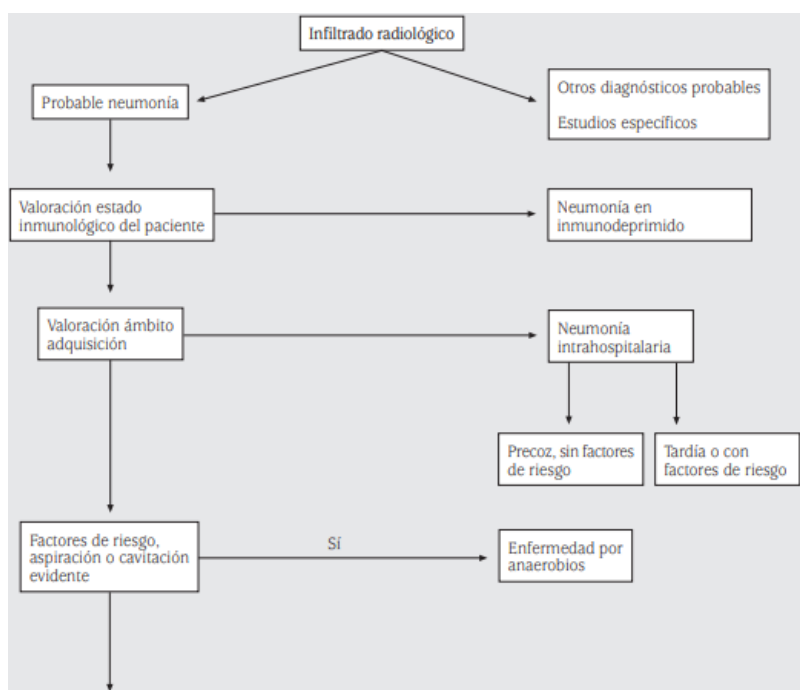 Infiltrado radiológico
Probable neumonía
Otros diagnósticos probables
Estudios específicos
Valoración estado
inmunológico del paciente
Neumonía en
inmunodeprimido
Valoración ámbito
adquisición
Neumonía
intrahospitalaria
Precoz, sin factores
de riesgo
Tardía o con
factores de riesgo
Factores de riesgo,
aspiración o cavitación
evidente
Sí
Enfermedad por
anaerobios